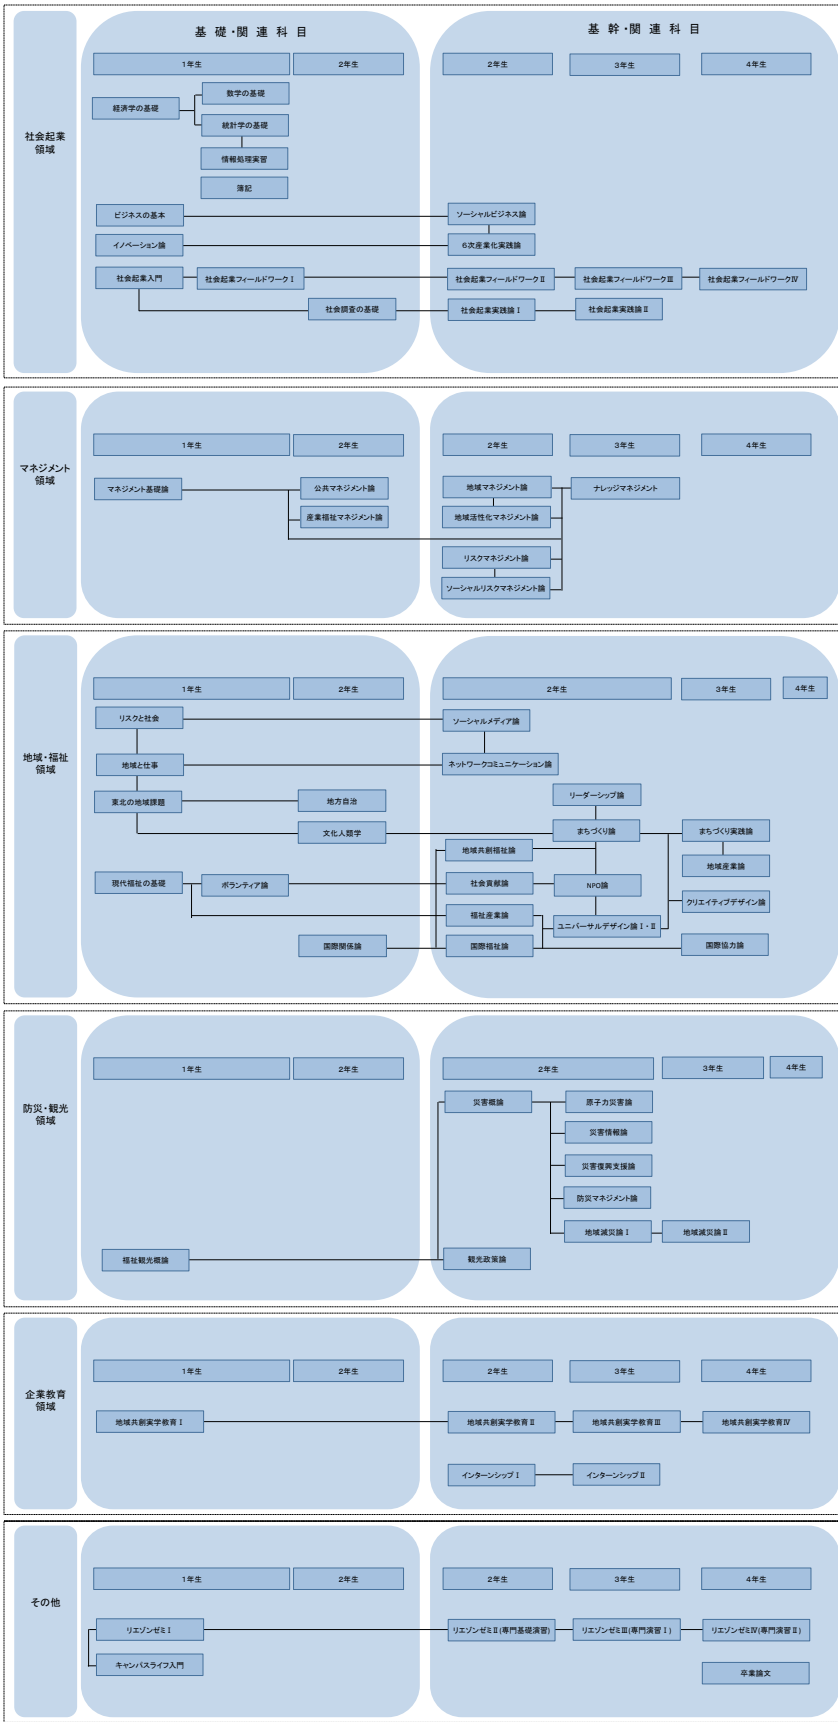 基 礎・関 連 科 目
基 幹・関 連 科 目
社会起業
領域
1年生
2年生
2年生
3年生
4年生
経済学の基礎
数学の基礎
統計学の基礎
情報処理実習
簿記
ビジネスの基本
ソーシャルビジネス論
イノベーション論
6次産業化実践論
社会起業入門
社会起業フィールドワークⅠ
社会起業フィールドワークⅡ
社会起業フィールドワークⅢ
社会起業フィールドワークⅣ
社会調査の基礎
社会起業実践論Ⅰ
社会起業実践論Ⅱ
マネジメント
領域
1年生
2年生
2年生
3年生
4年生
マネジメント基礎論
公共マネジメント論
地域マネジメント論
ナレッジマネジメント
産業福祉マネジメント論
地域活性化マネジメント論
リスクマネジメント論
ソーシャルリスクマネジメント論
地域・福祉
領域
1年生
2年生
2年生
3年生
4年生
リスクと社会
ソーシャルメディア論
地域と仕事
ネットワークコミュニケーション論
東北の地域課題
地方自治
リーダーシップ論
文化人類学
まちづくり論
まちづくり実践論
地域共創福祉論
地域産業論
現代福祉の基礎
ボランティア論
社会貢献論
NPO論
クリエイティブデザイン論
福祉産業論
ユニバーサルデザイン論Ⅰ・Ⅱ
国際関係論
国際福祉論
国際協力論
防災・観光
領域
1年生
2年生
2年生
3年生
4年生
災害概論
原子力災害論
災害情報論
災害復興支援論
防災マネジメント論
地域減災論Ⅰ
地域減災論Ⅱ
福祉観光概論
観光政策論
企業教育
領域
1年生
2年生
2年生
3年生
4年生
地域共創実学教育Ⅰ
地域共創実学教育Ⅱ
地域共創実学教育Ⅲ
地域共創実学教育Ⅳ
インターンシップⅠ
インターンシップⅡ
その他
1年生
2年生
2年生
3年生
4年生
リエゾンゼミⅠ
リエゾンゼミⅡ(専門基礎演習)
リエゾンゼミⅢ(専門演習Ⅰ)
リエゾンゼミⅣ(専門演習Ⅱ)
キャンパスライフ入門
卒業論文